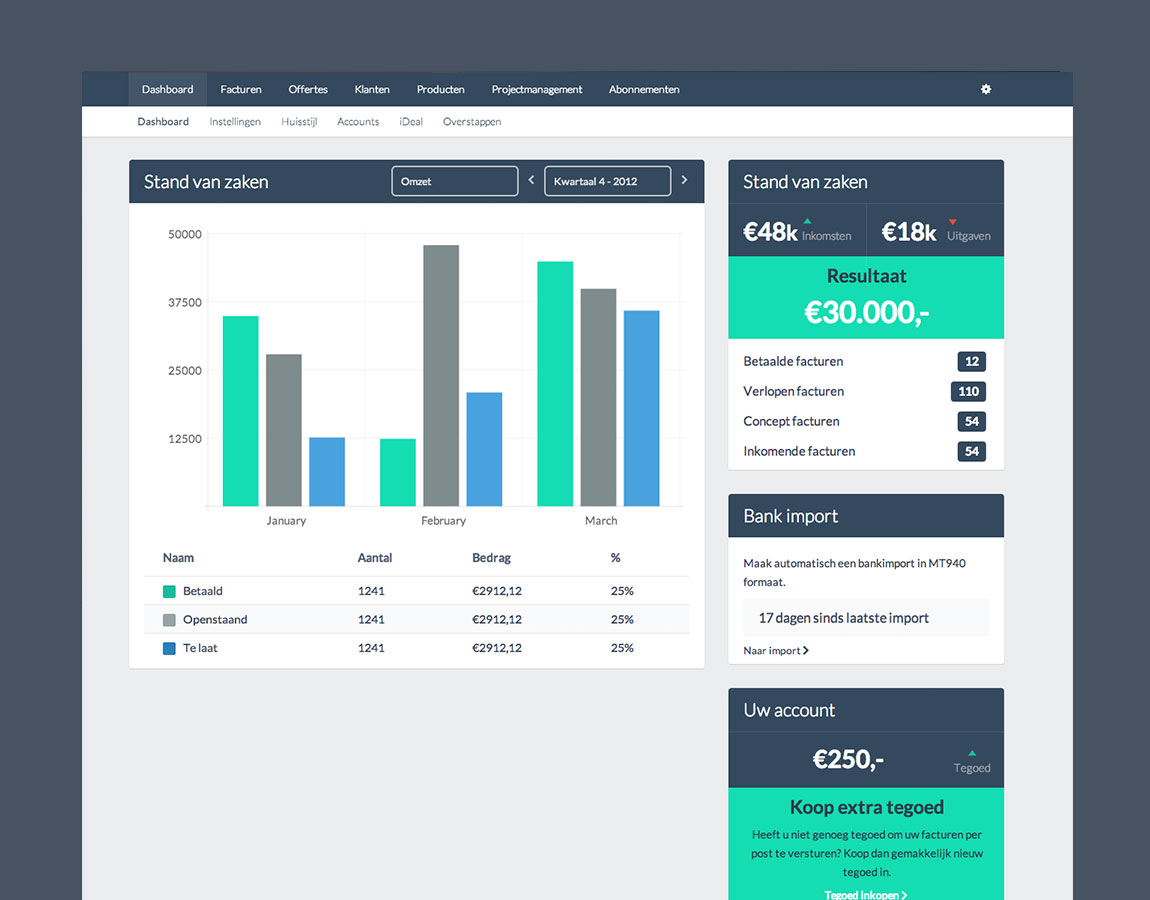 Dashboard Facturen Offertes Klanten Producten Projectmanagement Abonnementen
Dashboard Instellingen Huisstijl Accounts iDeal Overstappen
Stand van zaken Omzet Kwartaal 4 - 2012
50000
37500
25000
12500
January February March
Naam Aantal Bedrag %
Betaald 1241 €2912,12 25%
Openstaand 1241 €2912,12 25%
Te laat 1241 €2912,12 25%
Stand van zaken
€48k Inkomsten €18k Uitgaven
Resultaat
€30.000,-
Betaalde facturen 12
Verlopen facturen 110
Concept facturen 54
Inkomende facturen 54
Bank import
Maak automatisch een bankimport in MT940
formaat.
17 dagen sinds laatste import
Naar import
Uw account
€250,- Tegoed
Koop extra tegoed
Heeft u niet genoeg tegoed om uw facturen per
post te versturen? Koop dan gemakkelijk nieuw
tegoed in.
Tegoed Inkopen